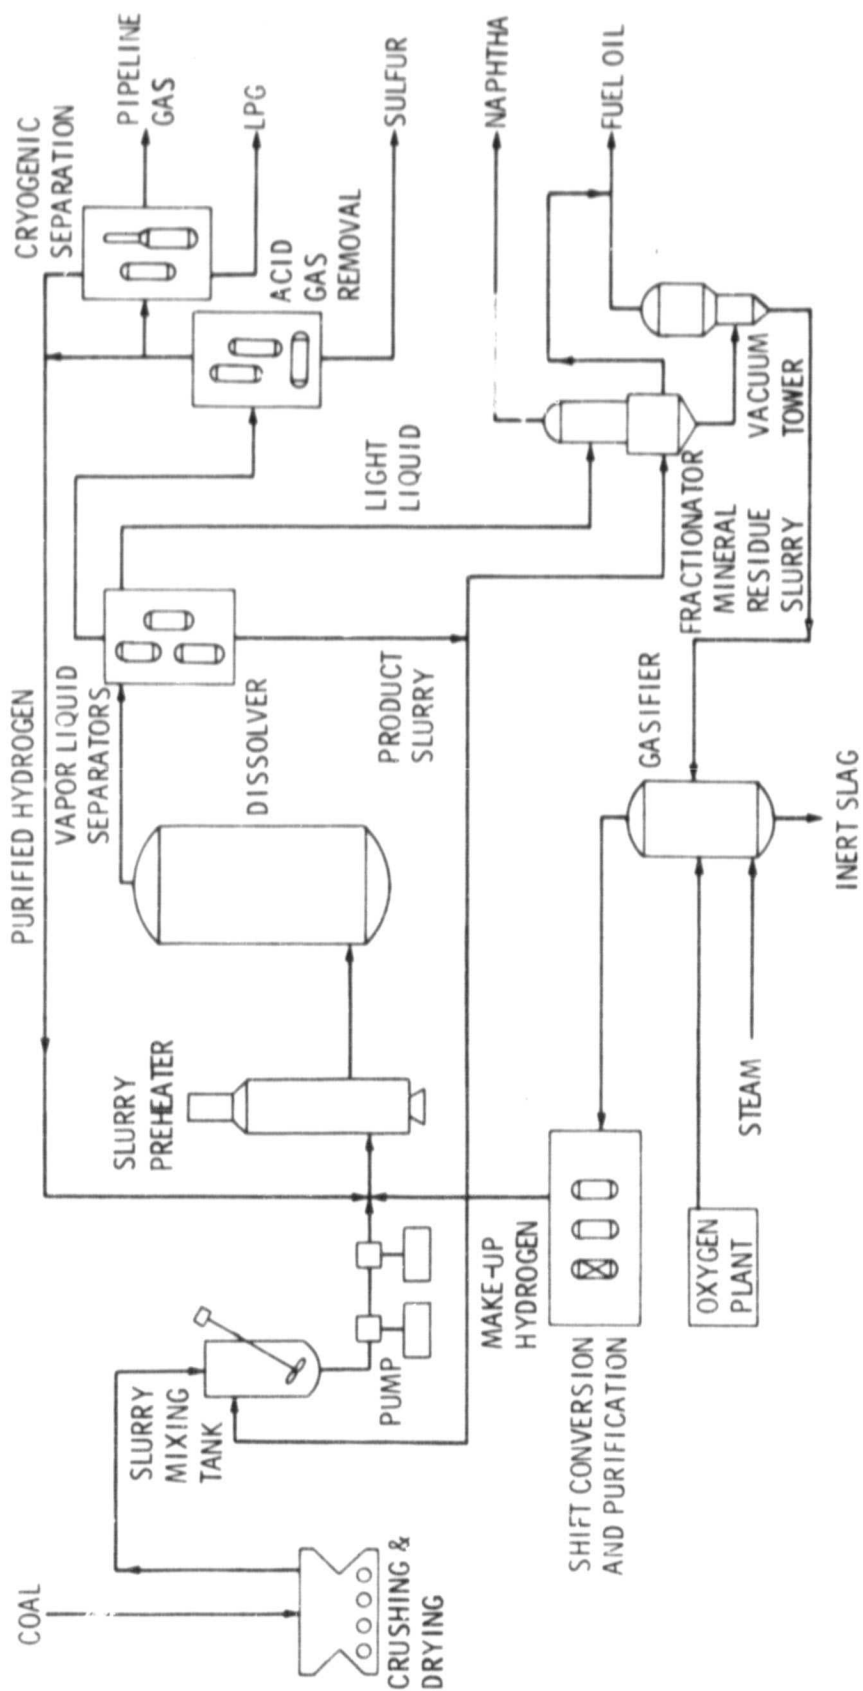 COAL
CRUSHING &
DRYING
SLURRY
MIXING
TANK
PUMP
SLURRY
PREHEATER
PURIFIED HYDROGEN
VAPOR LIQUID
SEPARATORS
DISSOLVER
PRODUCT
SLURRY
LIGHT
LIQUID
CRYOGENIC
SEPARATION
PIPELINE
GAS
LPG
ACID
GAS
REMOVAL
SULFUR
NAPHTHA
FUEL OIL
FRACTIONATOR
VACUUM
TOWER
MINERAL
RESIDUE
SLURRY
GASIFIER
INERT SLAG
MAKE-UP
HYDROGEN
SHIFT CONVERSION
AND PURIFICATION
OXYGEN
PLANT
STEAM